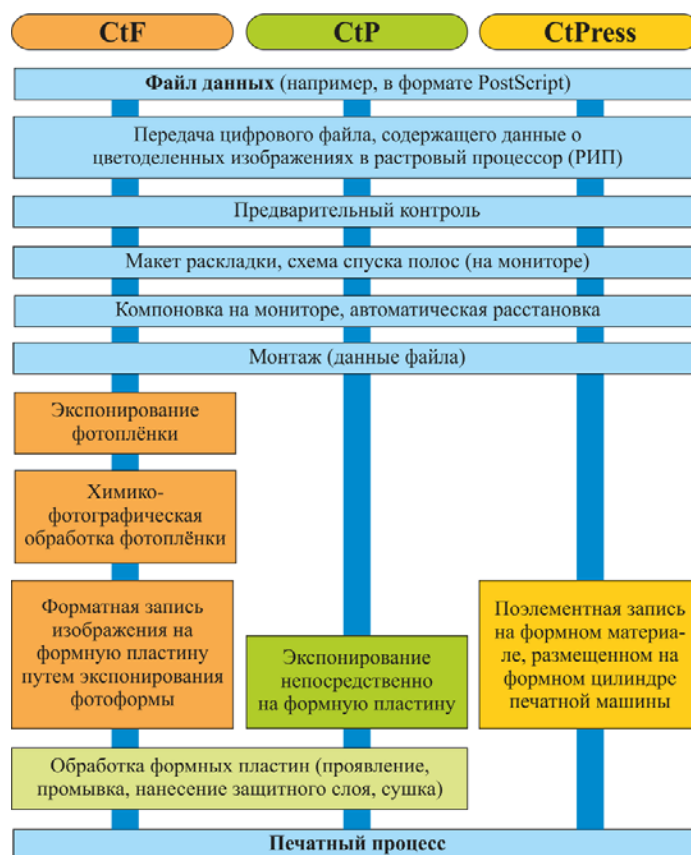 CtF
CtP
CtPress
Файл данных (например, в формате PostScript)
Передача цифрового файла, содержащего данные о
цветоделенных изображениях в растровый процессор (РИП)
Предварительный контроль
Макет раскладки, схема спуска полос (на мониторе)
Компоновка на мониторе, автоматическая расстановка
Монтаж (данные файла)
Экспонирование
фотоплёнки
Химико-
фотографическая
обработка фотоплёнки
Форматная запись
изображения на
формную пластину
путем экспонирования
фотоформы
Экспонирование
непосредственно
на формную пластину
Поэлементная запись
на формном материа-
ле, размещенном на
формном цилиндре
печатной машины
Обработка формных пластин (проявление,
промывка, нанесение защитного слоя, сушка)
Печатный процесс